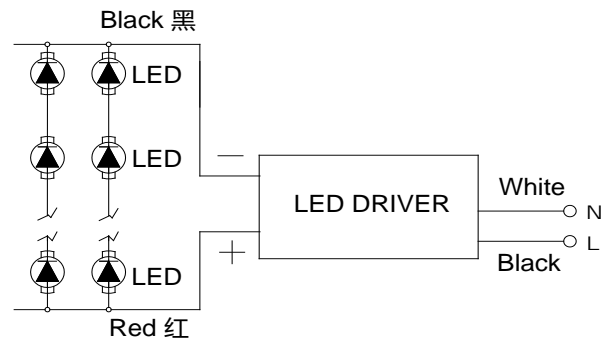 Black 黑
LED
LED
LED
Red 红
−
+
LED DRIVER
White
N
L
Black